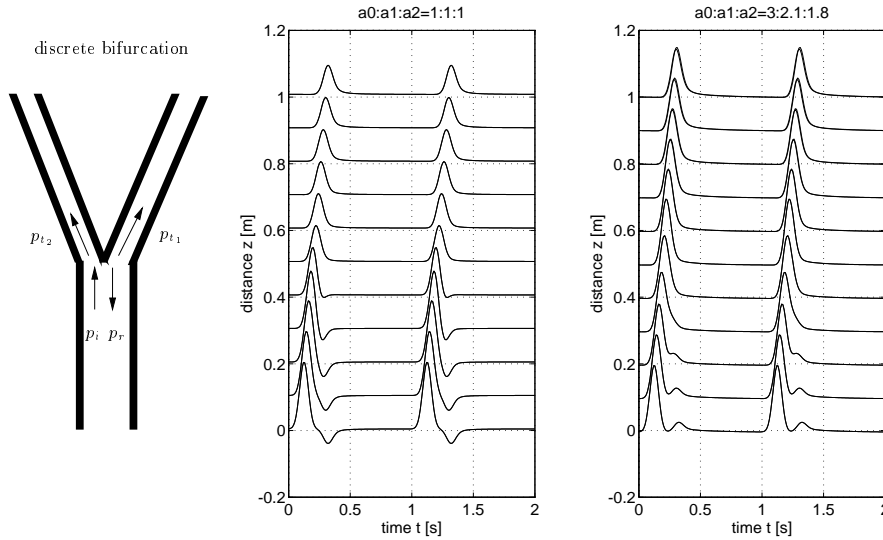 discrete bifurcation
p_{t_2}
p_{t_1}
p_i
p_r
a0:a1:a2=1:1:1
distance z [m]
1.2
1
0.8
0.6
0.4
0.2
0
-0.2
0
0.5
1
1.5
2
time t [s]
a0:a1:a2=3:2.1:1.8
distance z [m]
1.2
1
0.8
0.6
0.4
0.2
0
-0.2
0
0.5
1
1.5
2
time t [s]